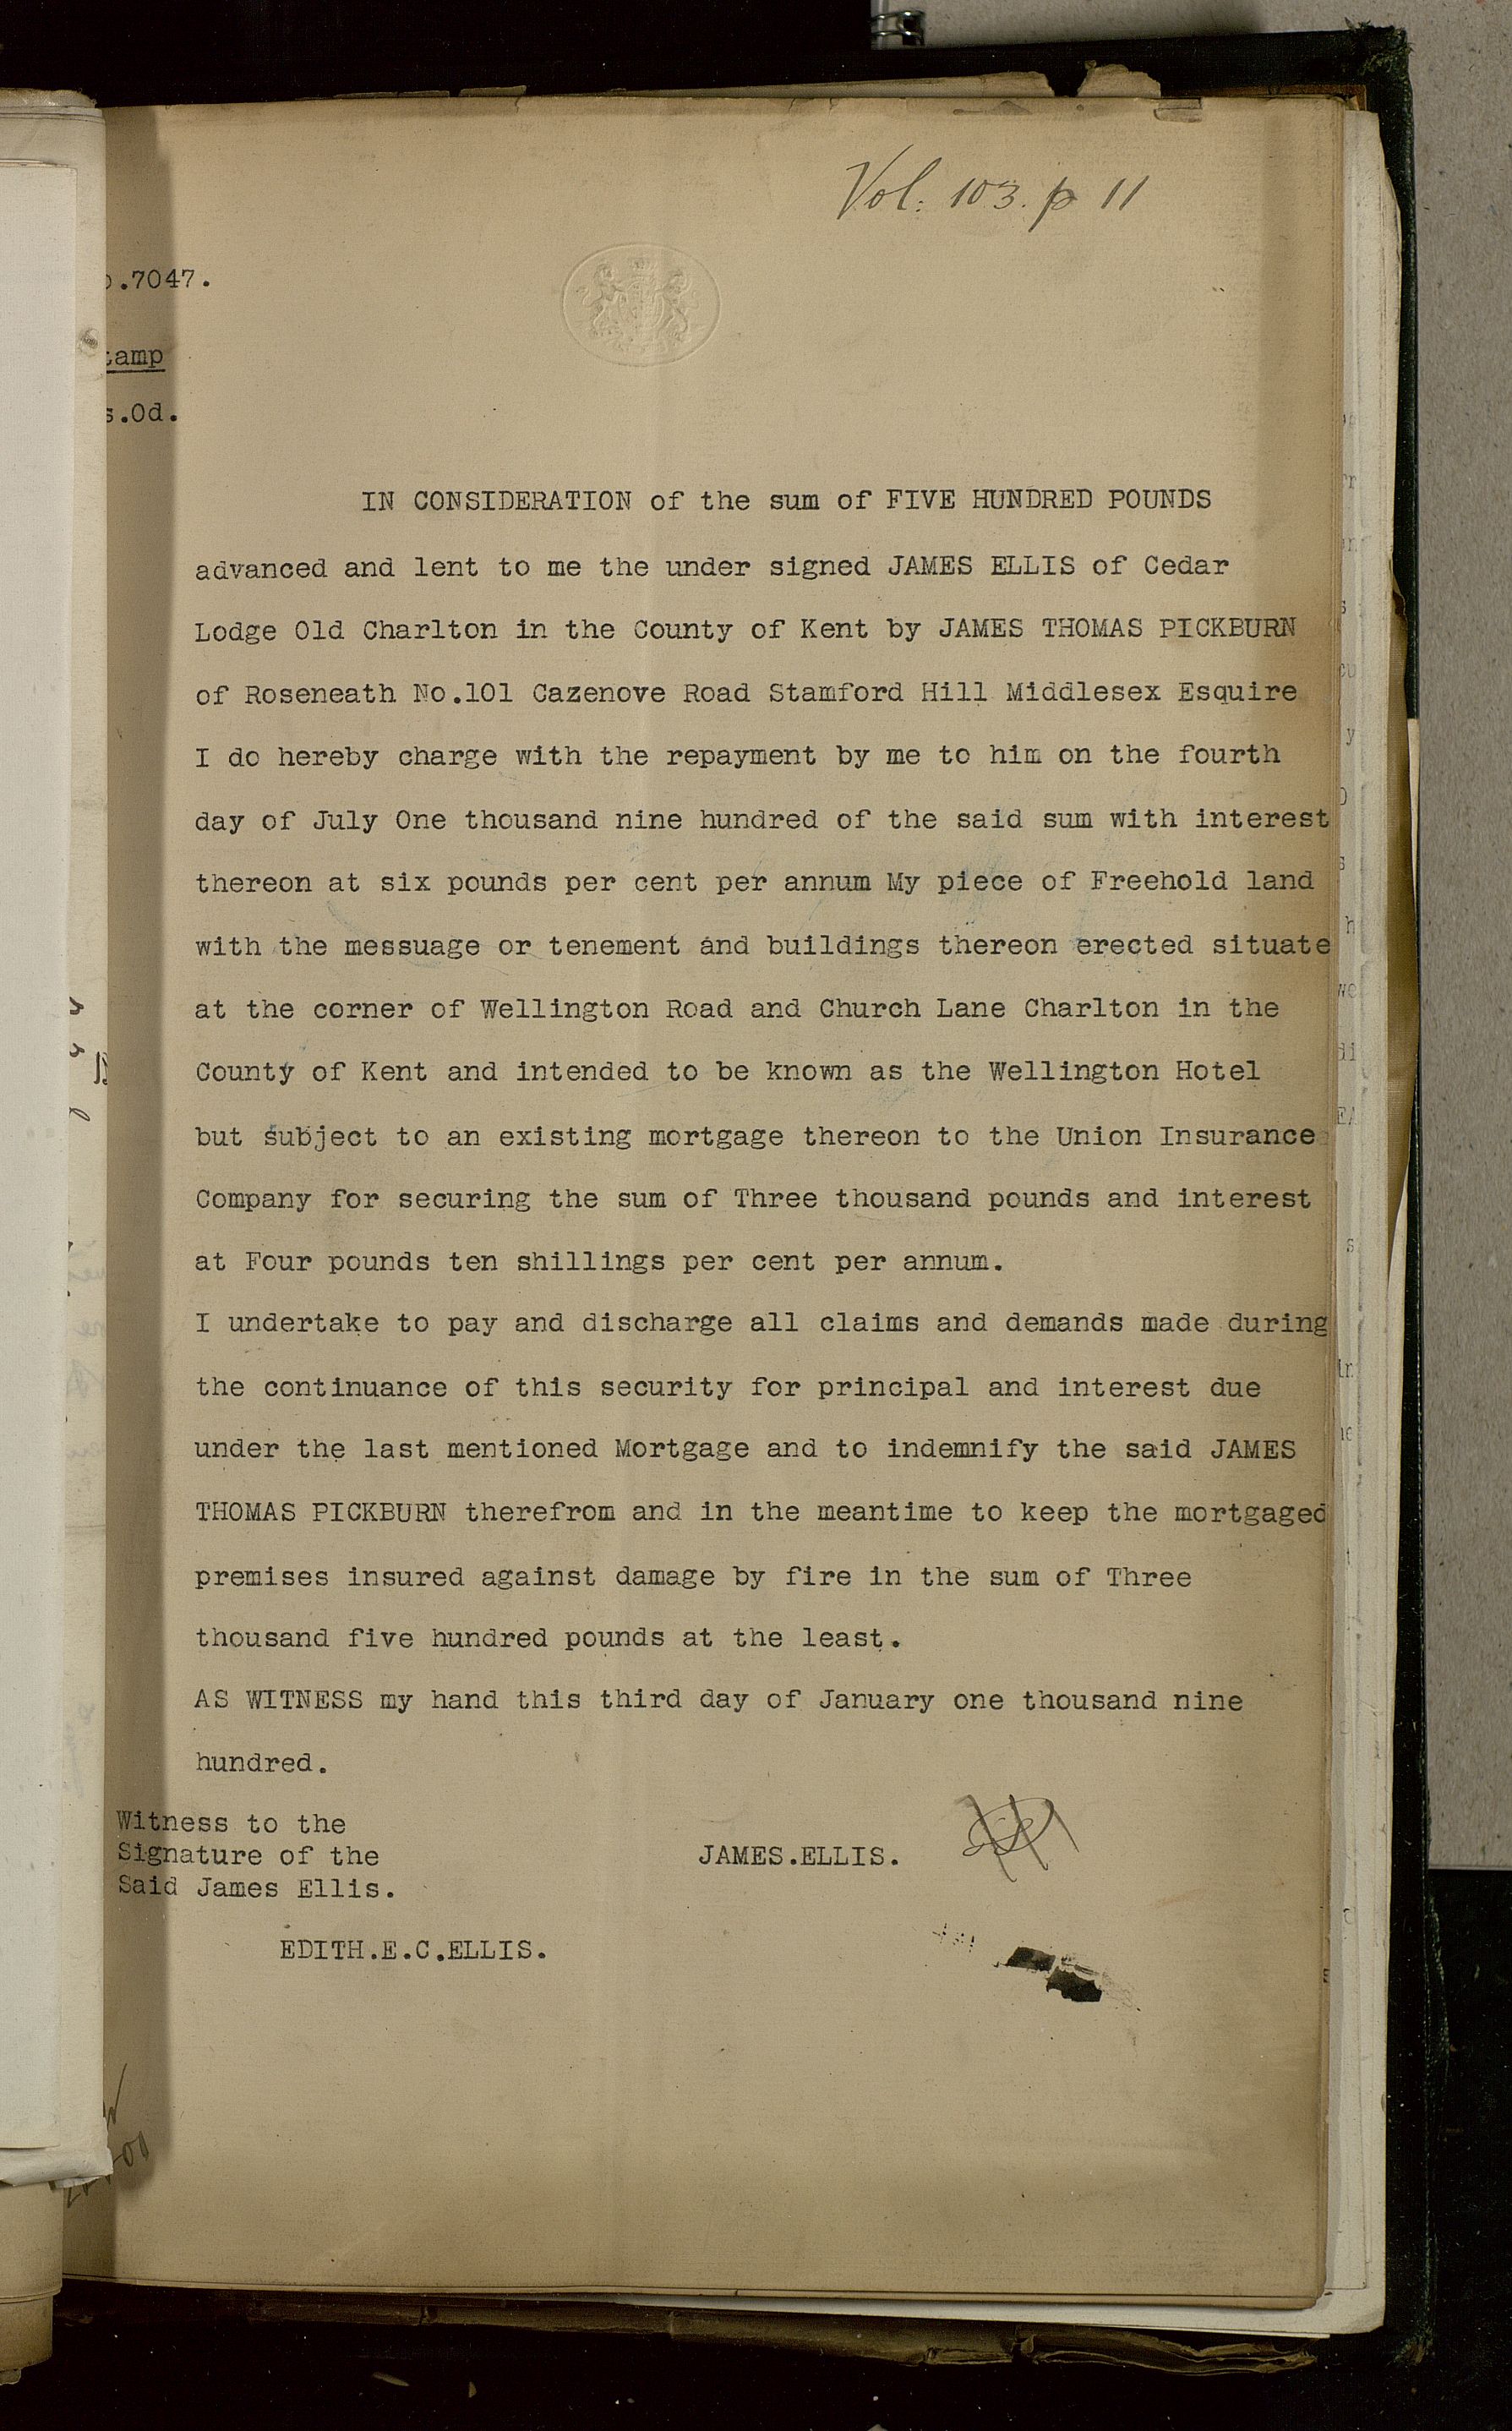 Vol: 103. p 11
.7047.
tamp
s.0d.
IN CONSIDERATION of the sum of FIVE HUNDRED POUNDS
advanced and lent to me the under signed JAMES ELLIS of Cedar
Lodge Old Charlton in the County of Kent by JAMES THOMAS PICKBURN
of Roseneath No.101 Cazenove Road Stamford Hill Middlesex Esquire
I do hereby charge with the repayment by me to him on the fourth
day of July One thousand nine hundred of the said sum with interest
thereon at six pounds per cent per annum My piece of Freehold land
with the messuage or tenement and buildings thereon erected situate
at the corner of Wellington Road and Church Lane Charlton in the
County of Kent and intended to be known as the Wellington Hotel
but subject to an existing mortgage thereon to the Union Insurance
Company for securing the sum of Three thousand pounds and interest
at Four pounds ten shillings per cent per annum.
I undertake to pay and discharge all claims and demands made during
the continuance of this security for principal and interest due
under the last mentioned Mortgage and to indemnify the said JAMES
THOMAS PICKBURN therefrom and in the meantime to keep the mortgaged
premises insured against damage by fire in the sum of Three
thousand five hundred pounds at the least.
AS WITNESS my hand this third day of January one thousand nine
hundred.
Witness to the
Signature of the
Said James Ellis.
JAMES.ELLIS.
EDITH.E.C.ELLIS.